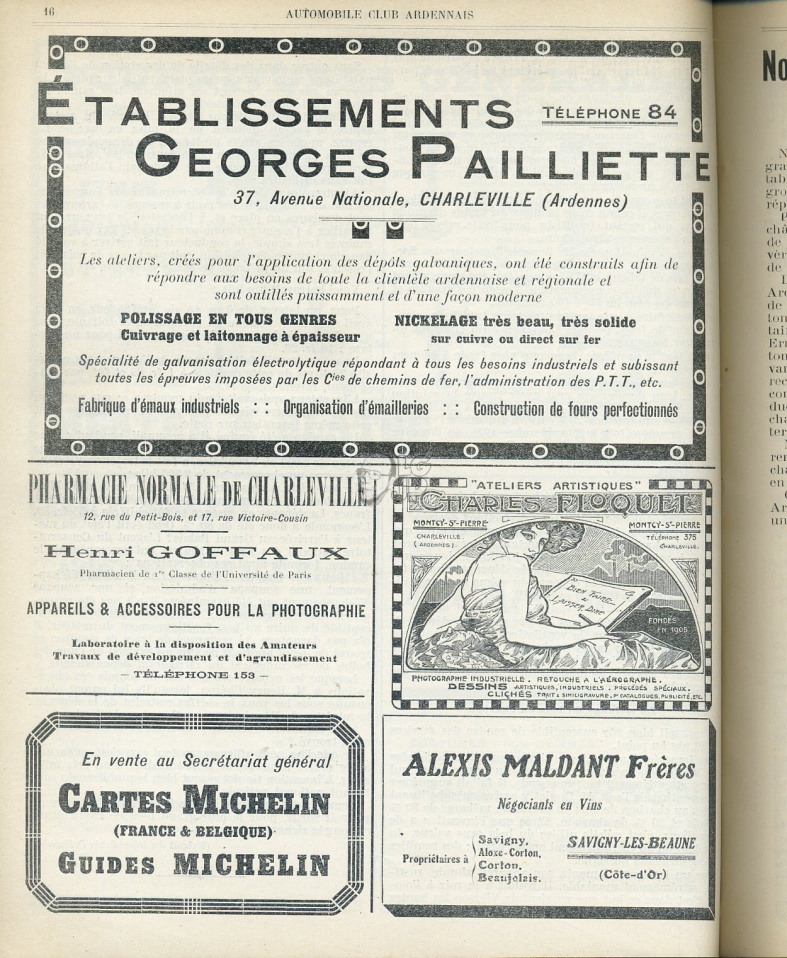 16
AUTOMOBILE CLUB ARDENNAIS
ÉTABLISSEMENTS
TÉLÉPHONE 84
GEORGES PAILLIETTE
37, Avenue Nationale, CHARLEVILLE (Ardennes)
Les ateliers, créés pour l'application des dépôts galvaniques, ont été construits afin de
répondre aux besoins de toute la clientèle ardennaise et régionale et
sont outillés puissamment et d'une façon moderne
POLISSAGE EN TOUS GENRES
Cuivrage et laitonnage à épaisseur
NICKELAGE très beau, très solide
sur cuivre ou direct sur fer
Spécialité de galvanisation électrolytique répondant à tous les besoins industriels et subissant
toutes les épreuves imposées par les Cies de chemins de fer, l'administration des P.T.T., etc.
Fabrique d'émaux industriels : : Organisation d'émailleries : : Construction de fours perfectionnés
PHARMACIE NORMALE DE CHARLEVILLE
12, rue du Petit-Bois, et 17, rue Victoire-Cousin
Henri GOFFAUX
Pharmacien de 1re Classe de l'Université de Paris
APPAREILS & ACCESSOIRES POUR LA PHOTOGRAPHIE
Laboratoire à la disposition des Amateurs
Travaux de développement et d'agrandissement
– TÉLÉPHONE 153 –
"ATELIERS ARTISTIQUES"
CHARLES FLOQUET
MONTCY-ST-PIERRE
CHARLEVILLE
(ARDENNES).
MONTCY-ST-PIERRE
TÉLÉPHONE 375
CHARLEVILLE.
BIEN FAIRE
&
LAISSER DIRE
FONDÉS
EN 1905
PHOTOGRAPHIE INDUSTRIELLE. RETOUCHE A L'AÉROGRAPHE.
DESSINS ARTISTIQUES, INDUSTRIELS. PROCÉDÉS SPÉCIAUX.
CLICHÉS TRAIT & SIMILIGRAVURE, Pr CATALOGUES, PUBLICITÉ, ETC.
En vente au Secrétariat général
CARTES MICHELIN
(FRANCE & BELGIQUE)
GUIDES MICHELIN
ALEXIS MALDANT Frères
Négociants en Vins
Propriétaires à
Savigny,
Aloxe-Corton,
Corton,
Beaujolais.
SAVIGNY-LES-BEAUNE
(Côte-d'Or)
No